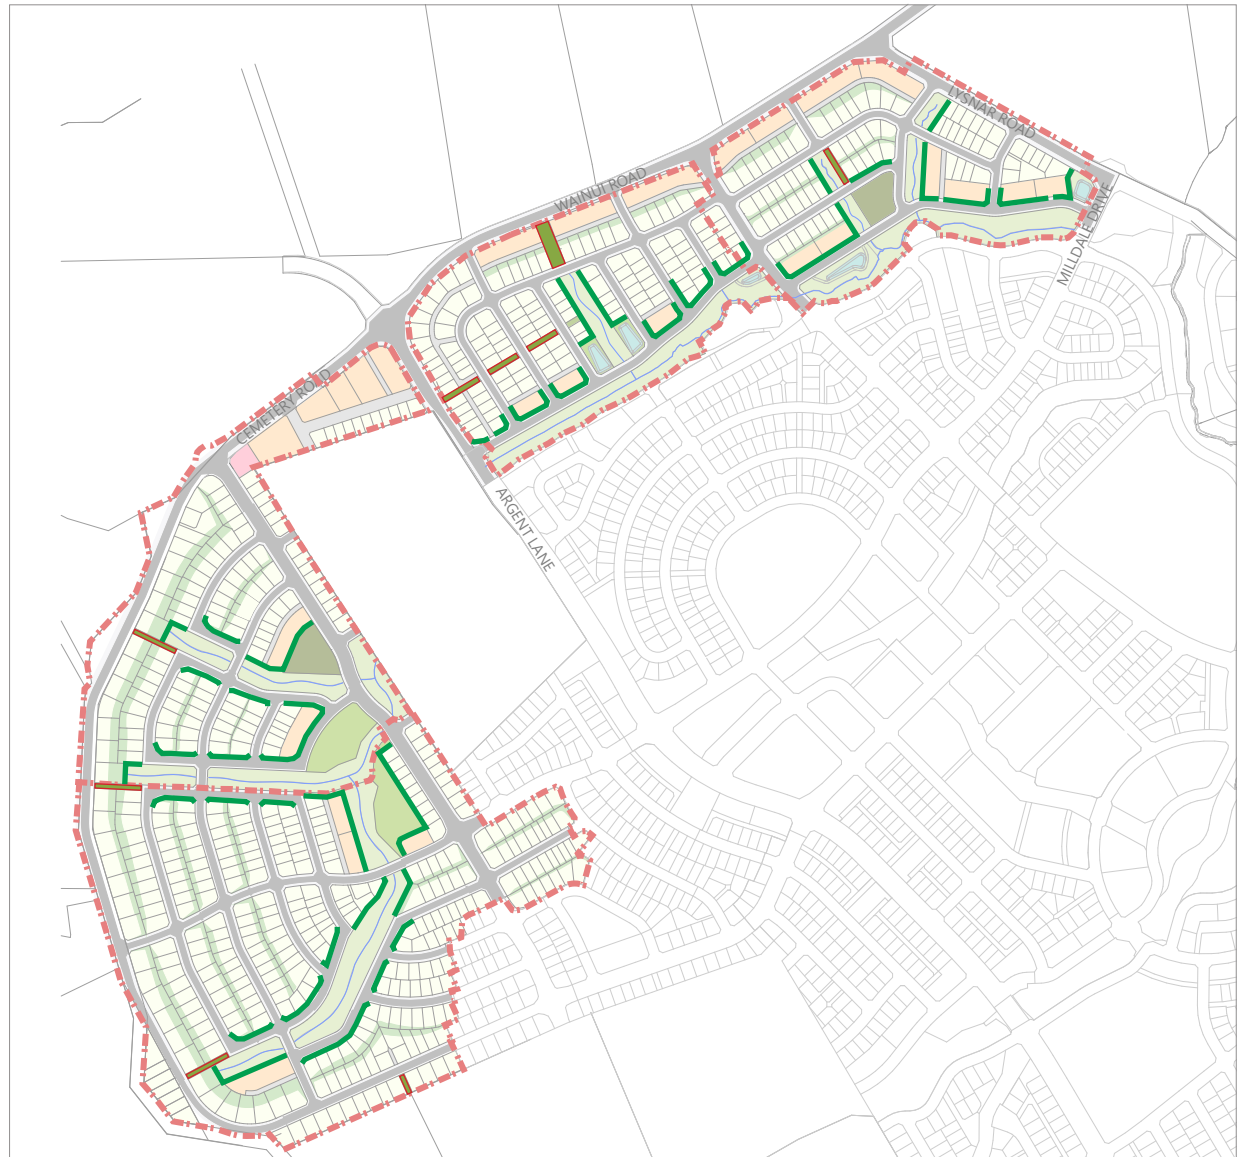 LYSNAR ROAD
WAINUI ROAD
MILLDALE DRIVE
CEMETERY ROAD
ARGENT LANE